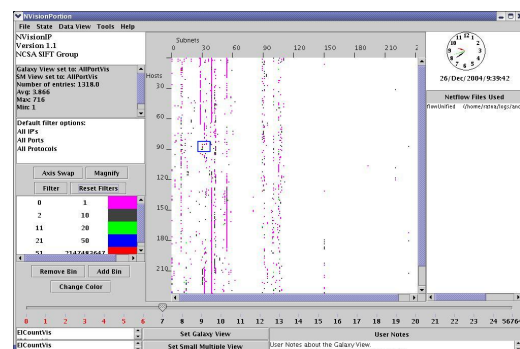 NVisionPortion
File State Data View Tools Help
NVisionIP
Version 1.1
NCSA SIFT Group
Galaxy View set to: AllPortVis
SM View set to: AllPortVis
Number of entries: 1318.0
Avg: 3.866
Max: 716
Min: 1
Default filter options:
All IP's
All Ports
All Protocols
Axis Swap Magnify
Filter Reset Filters
0 1
2 10
11 20
21 50
51 2147483647
Remove Bin Add Bin
Change Color
Subnets
0 30 60 90 120 150 180 210
Hosts
30
60
90
120
150
180
210
12
26/Dec/2004/9:39:42
Netflow Files Used
0 1 2 3 4 5 6 7 8 9 10 11 12 13 14 15 16 17 18 19 20 21 22 23 24
EICountVis
EICountVis
Set Galaxy View
Set Small Multiple View
User Notes
User Notes about the Galaxy View.